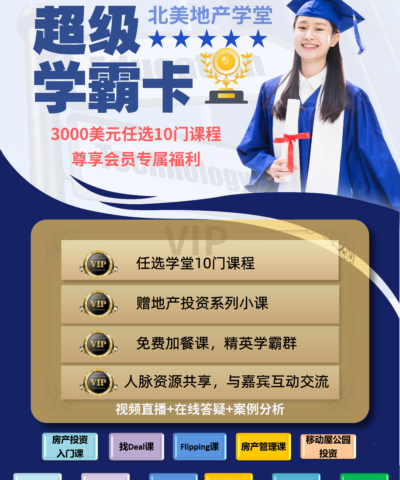 超级
北美地产学堂
学霸卡
3000美元任选10门课程
尊享会员专属福利
VIP
VIP 任选学堂10门课程
VIP 赠地产投资系列小课
VIP 免费加餐课，精英学霸群
VIP 人脉资源共享，与嘉宾互动交流
视频直播+在线答疑+案例分析
房产投资
入门课
找Deal课
Flipping课
房产管理课
移动屋公园
投资